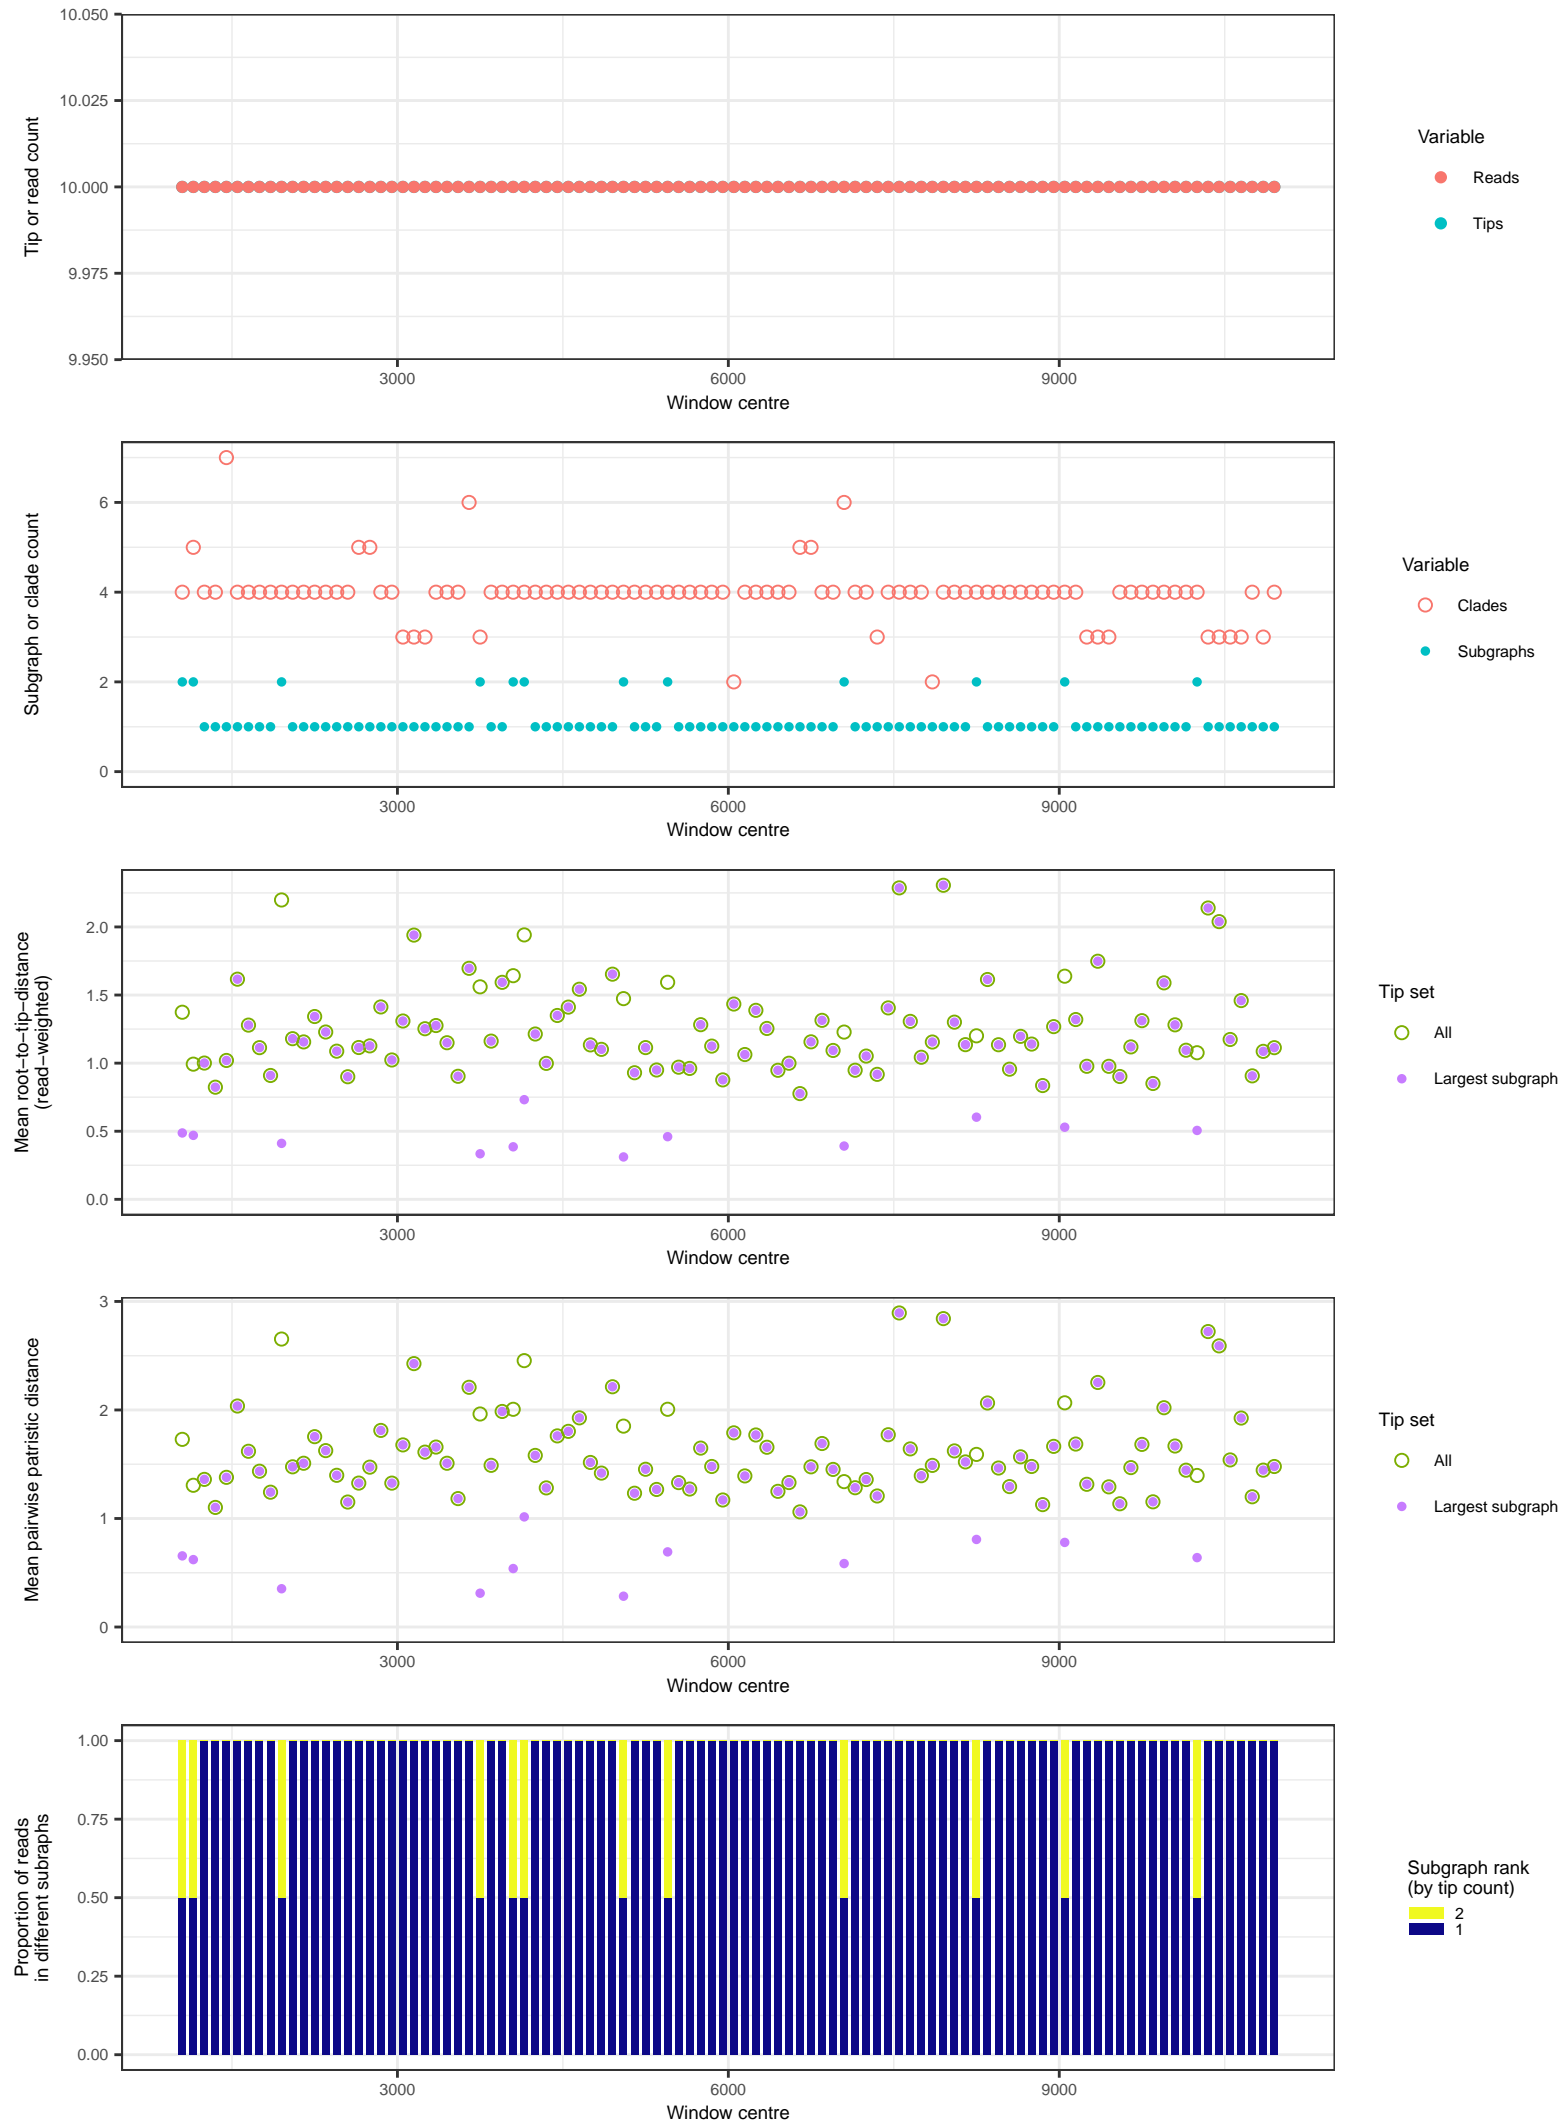 10.050
10.025
10.000
9.975
9.950
Tip or read count
3000
6000
9000
Window centre
Variable
Reads
Tips
6
4
2
0
Subgraph or clade count
3000
6000
9000
Window centre
Variable
Clades
Subgraphs
2.0
1.5
1.0
0.5
0.0
Mean root−to−tip−distance
(read−weighted)
3000
6000
9000
Window centre
Tip set
All
Largest subgraph
3
2
1
0
Mean pairwise patristic distance
3000
6000
9000
Window centre
Tip set
All
Largest subgraph
1.00
0.75
0.50
0.25
0.00
Proportion of reads
in different subraphs
3000
6000
9000
Window centre
Subgraph rank
(by tip count)
2
1